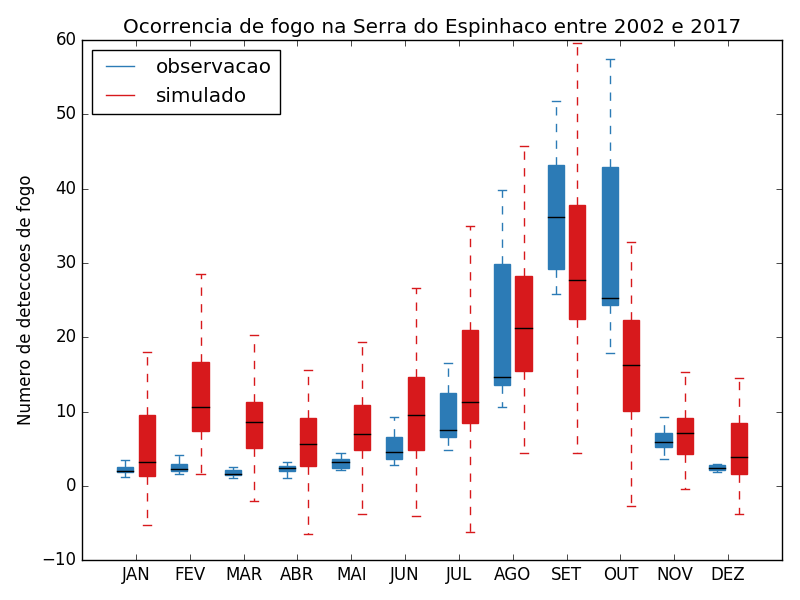 Ocorrencia de fogo na Serra do Espinhaco entre 2002 e 2017
observacao
simulado
Numero de deteccoes de fogo
60
50
40
30
20
10
0
−10
JAN FEV MAR ABR MAI JUN JUL AGO SET OUT NOV DEZ